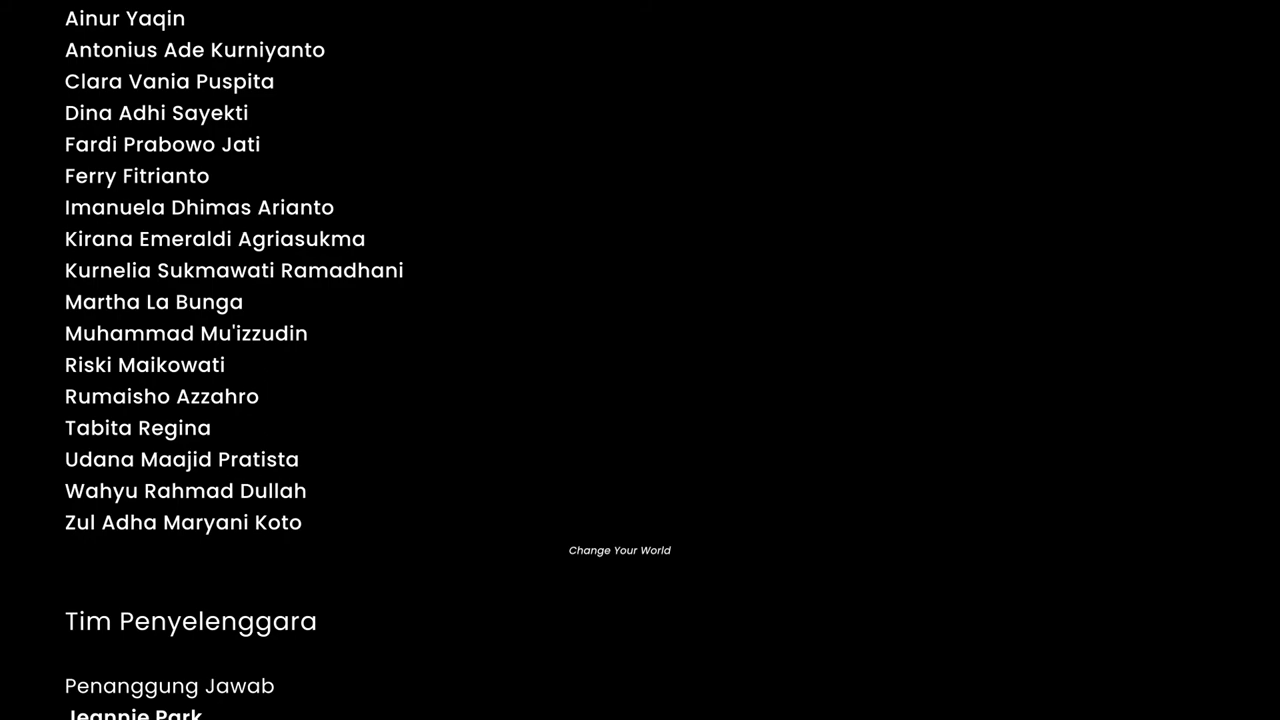 Ainur Yaqin
Antonius Ade Kurniyanto
Clara Vania Puspita
Dina Adhi Sayekti
Fardi Prabowo Jati
Ferry Fitrianto
Imanuela Dhimas Arianto
Kirana Emeraldi Agriasukma
Kurnelia Sukmawati Ramadhani
Martha La Bunga
Muhammad Mu'izzudin
Riski Maikowati
Rumaisho Azzahro
Tabita Regina
Udana Maajid Pratista
Wahyu Rahmad Dullah
Zul Adha Maryani Koto
Change Your World
Tim Penyelenggara
Penanggung Jawab
Jeannie Park